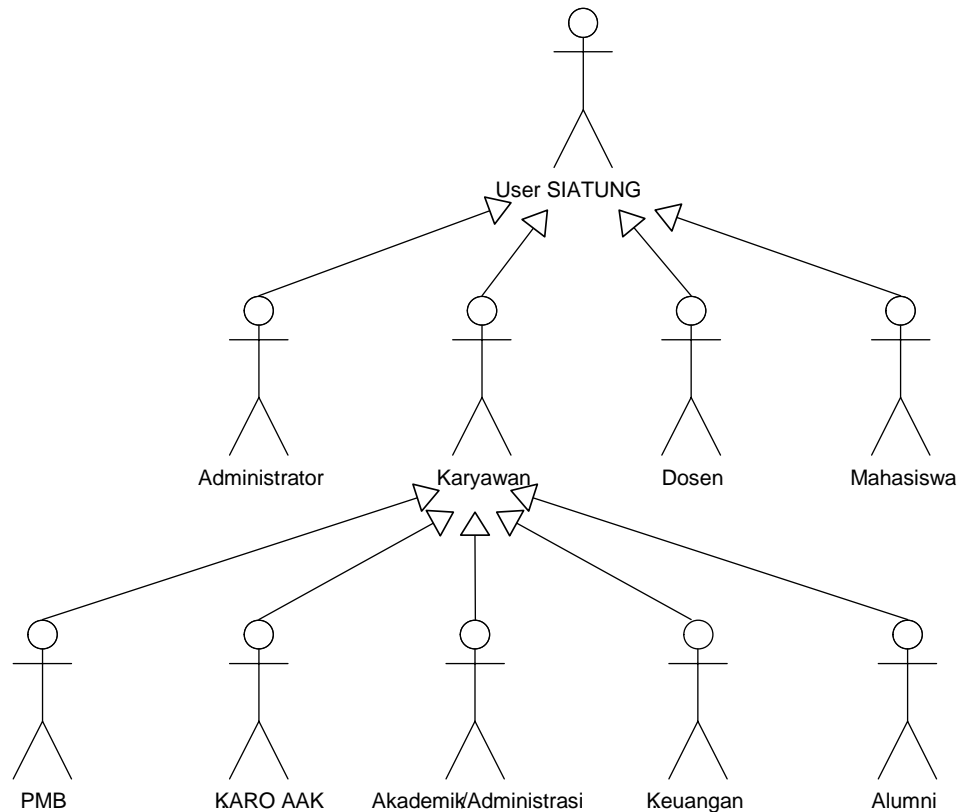 User SIATUNG
Administrator
Karyawan
Dosen
Mahasiswa
PMB
KARO AAK
Akademik/Administrasi
Keuangan
Alumni